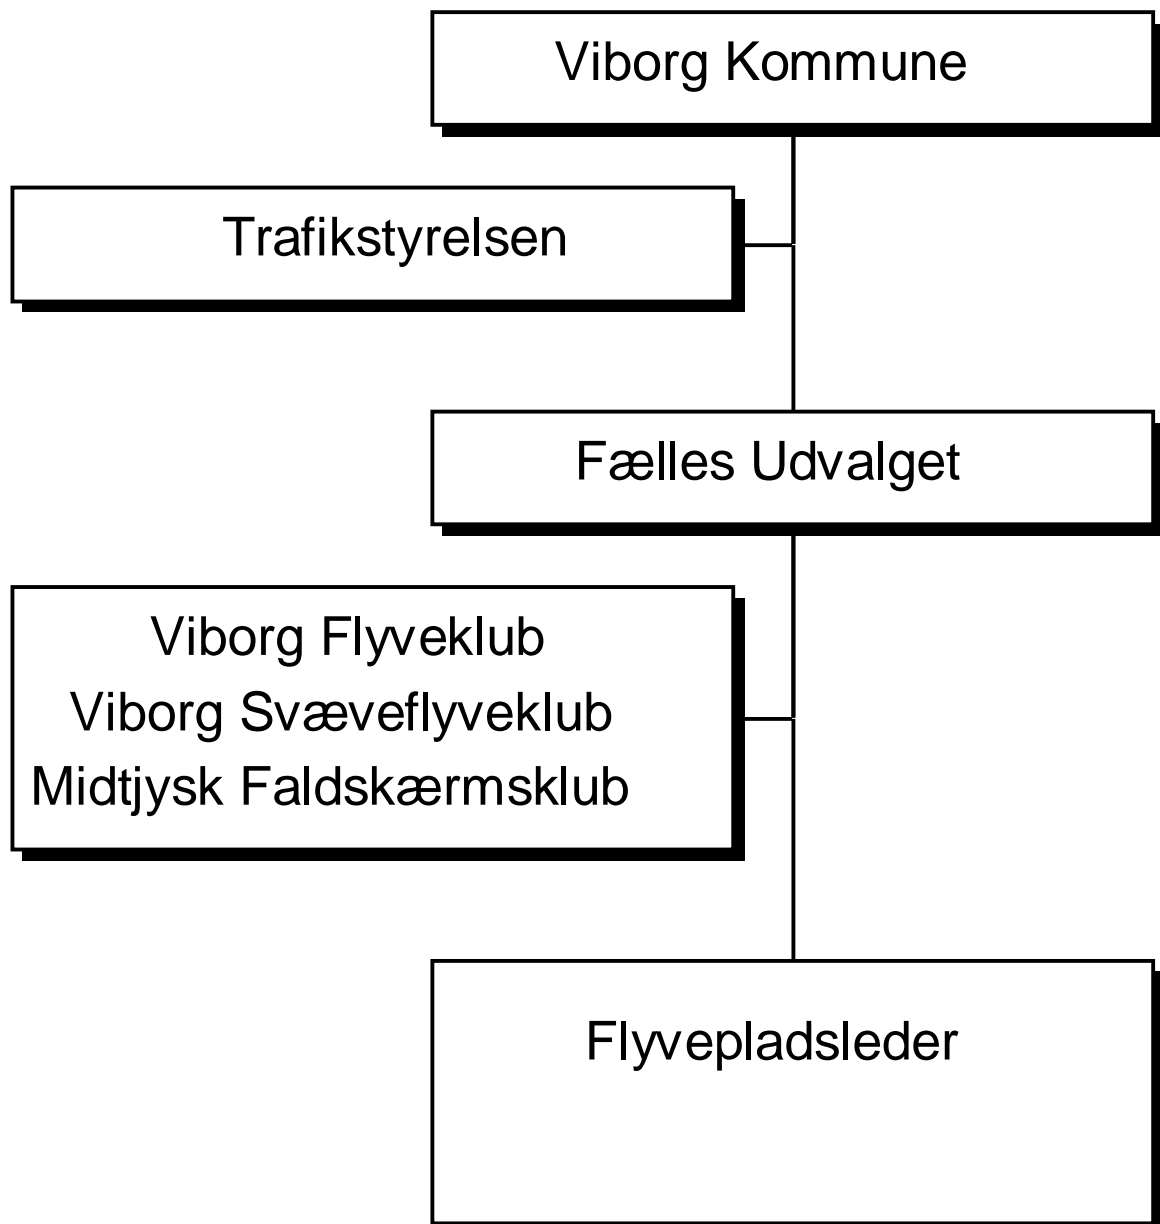 Viborg Kommune
Trafikstyrelsen
Fælles Udvalget
Viborg Flyveklub
Viborg Svæveflyveklub
Midtjysk Faldskærmsklub
Flyvepladsleder